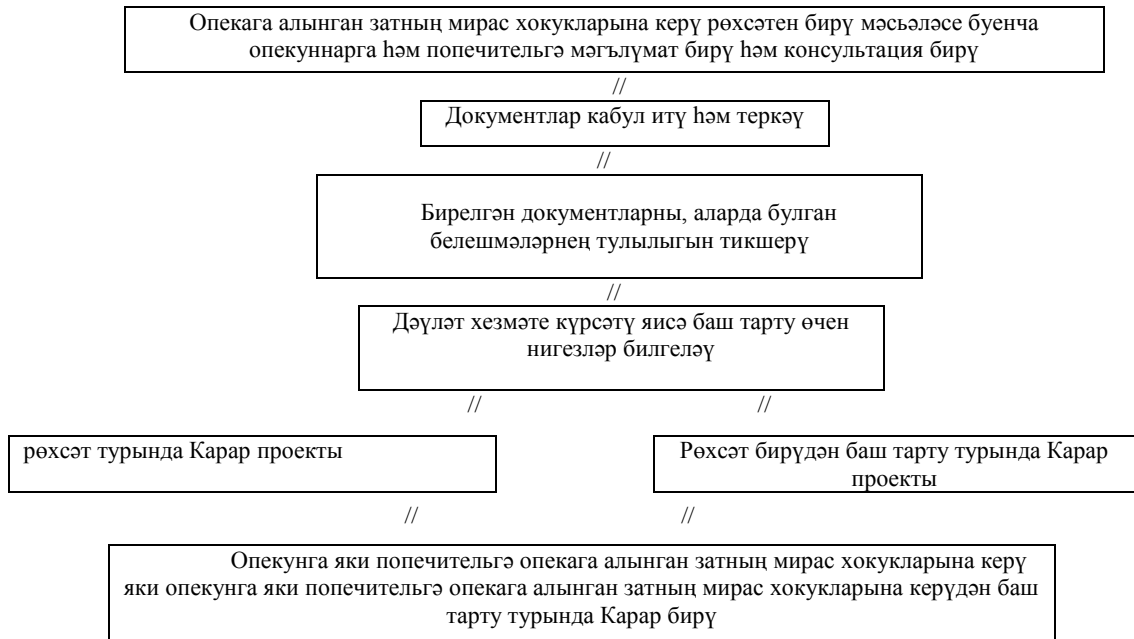 Опекага алынган затның мирас хокукларына керү рөхсәтен бирү мәсьәләсе буенча
опекуннарга һәм попечительгә мәгълүмат бирү һәм консультация бирү
//
Документлар кабул итү һәм теркәү
//
Бирелгән документларны, аларда булган
белешмәләрнең тулылыгын тикшерү
//
Дәүләт хезмәте күрсәтү яисә баш тарту өчен
нигезләр билгеләү
// //
рөхсәт турында Карар проекты
Рөхсәт бирүдән баш тарту турында Карар
проекты
// //
Опекунга яки попечительгә опекага алынган затның мирас хокукларына керү
яки опекунга яки попечительгә опекага алынган затның мирас хокукларына керүдән баш
тарту турында Карар бирү